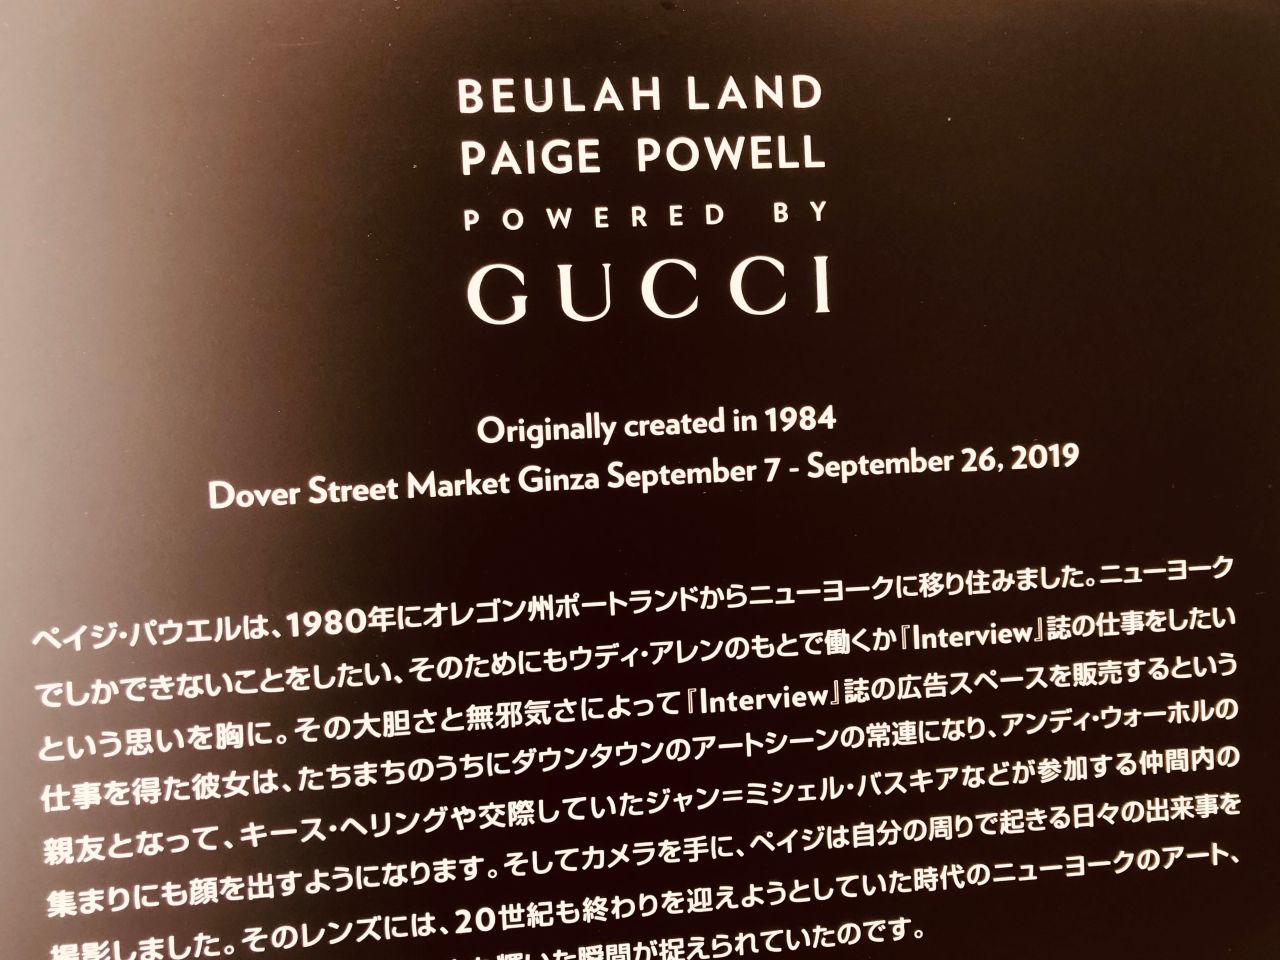 BEULAH LAND
PAIGE POWELL
POWERED BY
GUCCI
Originally created in 1984
Dover Street Market Ginza September 7 - September 26, 2019
ペイジ・パウエルは、1980年にオレゴン州ポートランドからニューヨークに移り住みました。ニューヨーク
でしかできないことをしたい、そのためにもウディ・アレンのもとで働くか『Interview』誌の仕事をしたい
という思いを胸に。その大胆さと無邪気さによって『Interview』誌の広告スペースを販売するという
仕事を得た彼女は、たちまちのうちにダウンタウンのアートシーンの常連になり、アンディ・ウォーホルの
親友となって、キース・ヘリングや交際していたジャン＝ミシェル・バスキアなどが参加する仲間内の
集まりにも顔を出すようになります。そしてカメラを手に、ペイジは自分の周りで起きる日々の出来事を
撮影しました。そのレンズには、20世紀も終わりを迎えようとしていた時代のニューヨークのアート、
輝いた瞬間が捉えられていたのです。